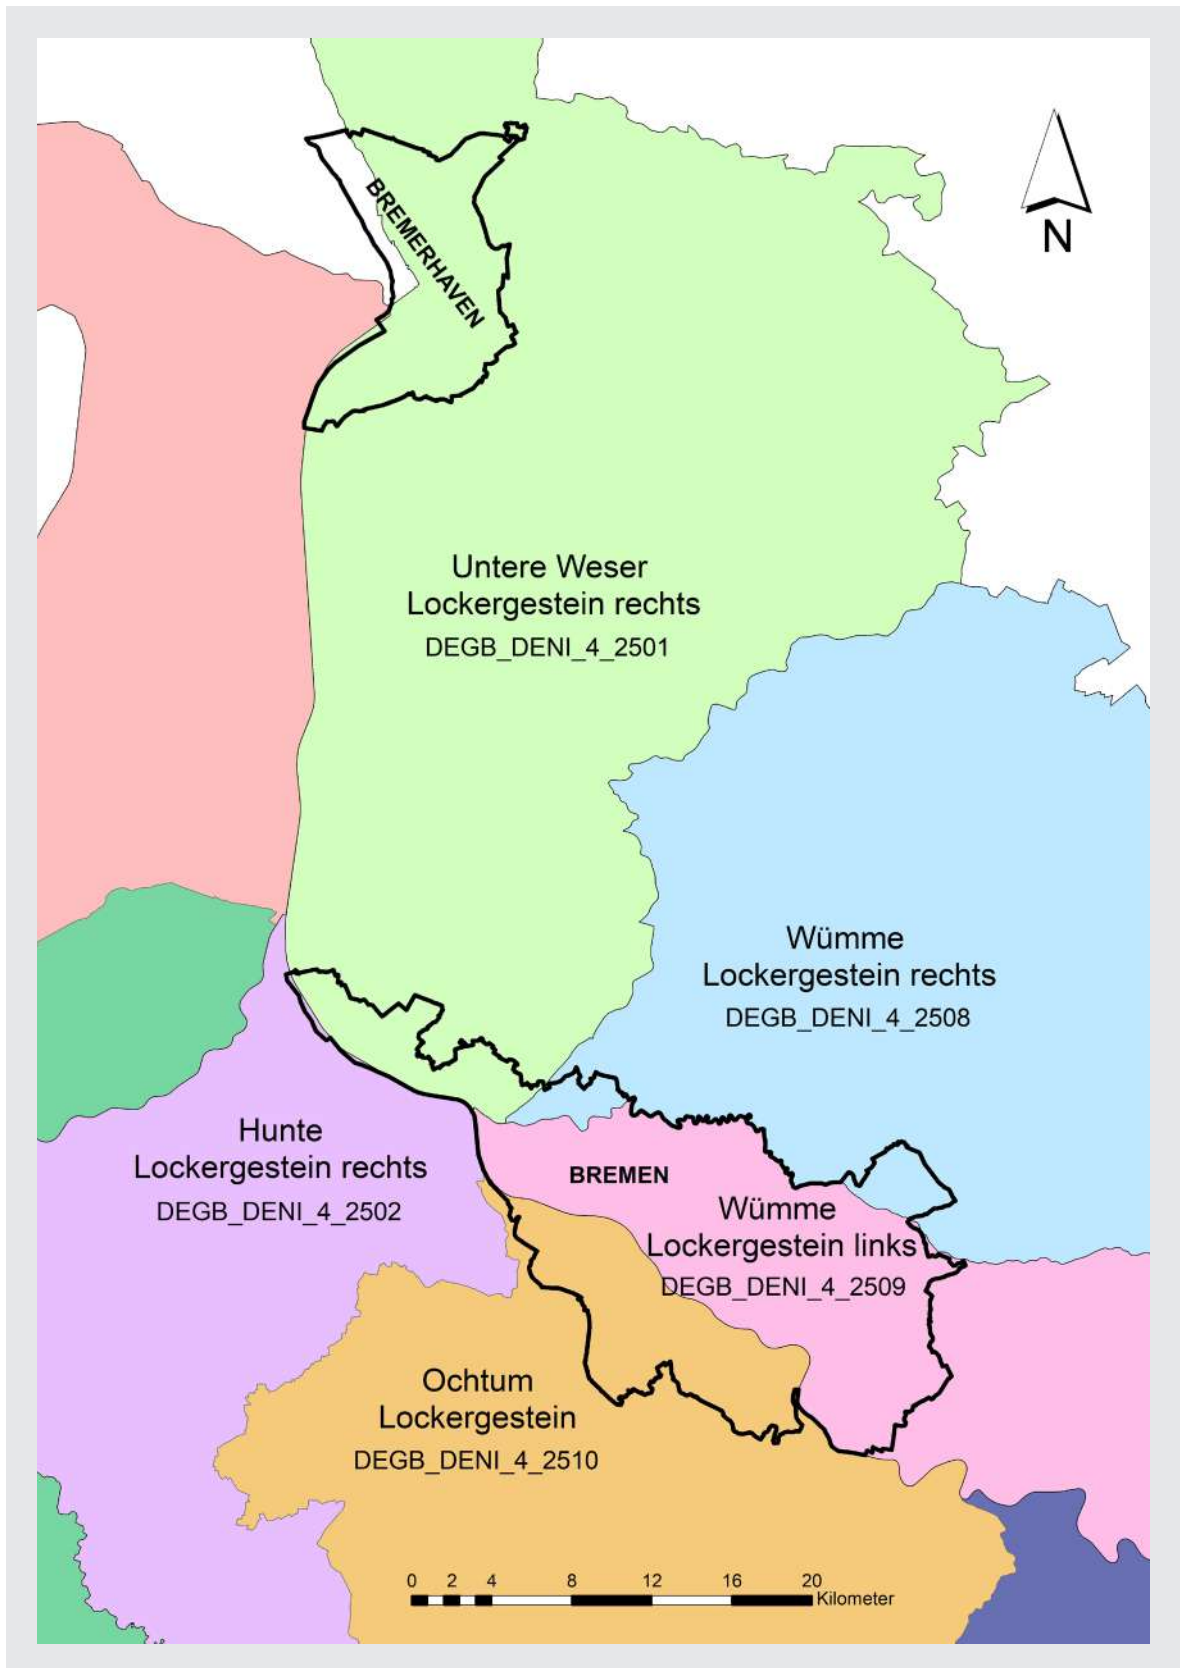 N
BREMERHAVEN
Untere Weser
Lockergestein rechts
DEGB_DENI_4_2501
Wümme
Lockergestein rechts
DEGB_DENI_4_2508
Hunte
Lockergestein rechts
DEGB_DENI_4_2502
BREMEN
Wümme
Lockergestein links
DEGB_DENI_4_2509
Ochtum
Lockergestein
DEGB_DENI_4_2510
0 2 4 8 12 16 20
Kilometer